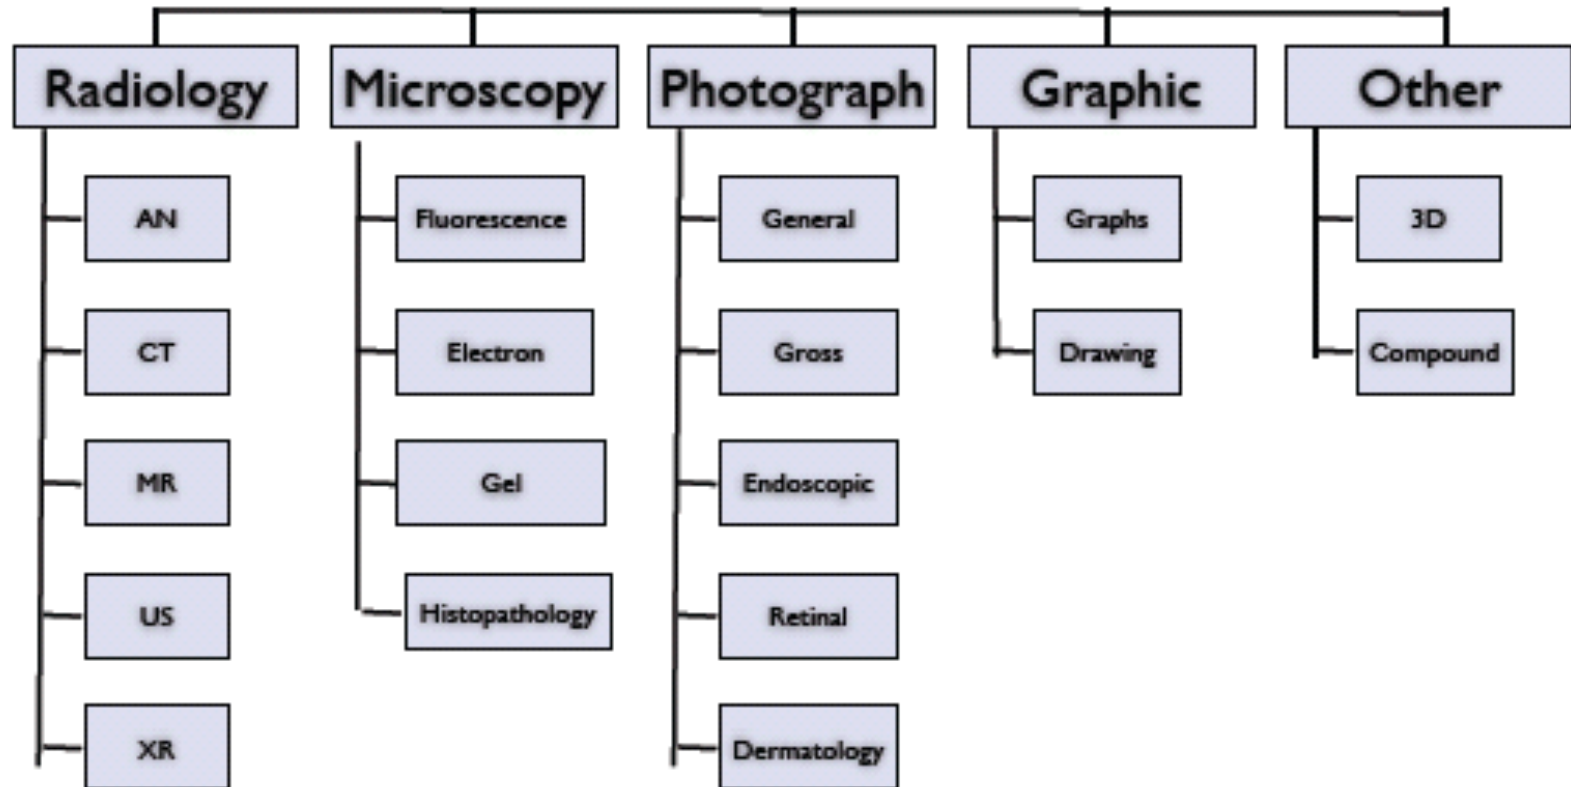 Radiology
Microscopy
Photograph
Graphic
Other
AN
Fluorescence
General
Graphs
3D
CT
Electron
Gross
Drawing
Compound
MR
Gel
Endoscopic
US
Histopathology
Retinal
XR
Dermatology